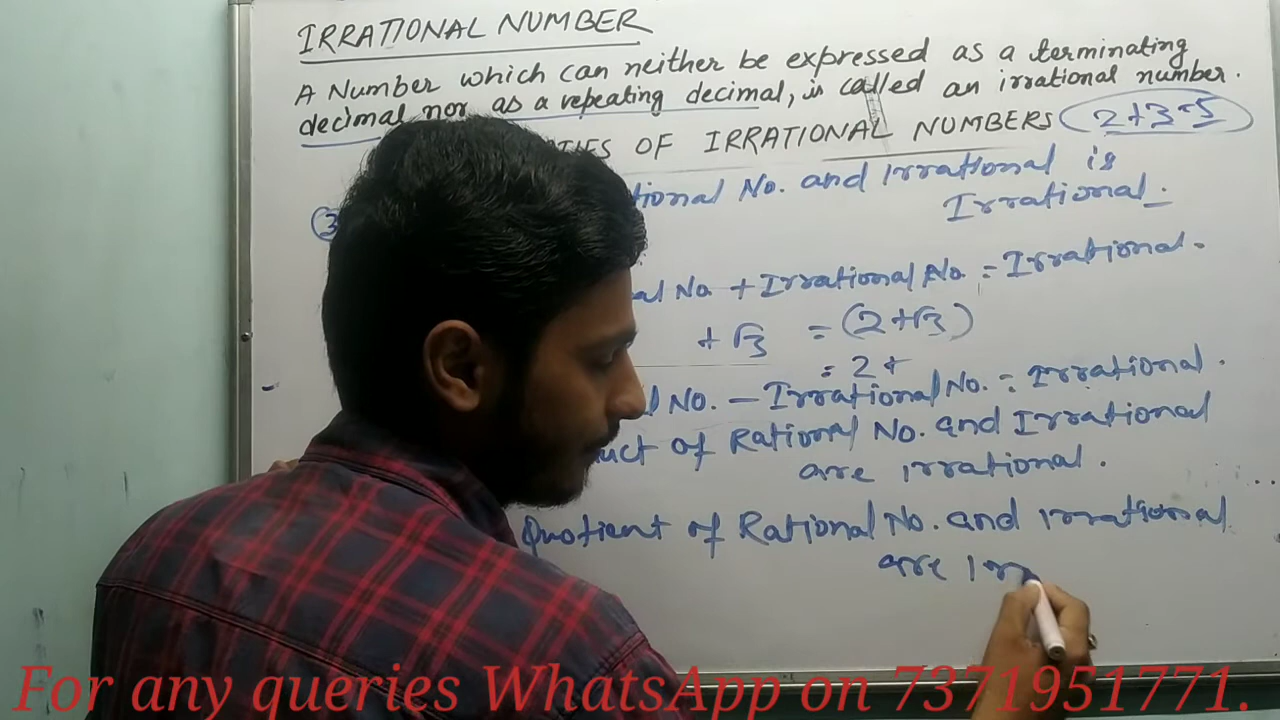 IRRATIONAL NUMBER
A Number which can neither be expressed as a terminating
decimal nor as a repeating decimal, is called an irrational number.
OF IRRATIONAL NUMBERS 2+3=5
③ tional No. and Irrational is
Irrational.
al No + Irrational No = Irrational.
+ √3 = (2+√3)
= 2+
l No. – Irrational No. = Irrational.
uct of Rational No. and Irrational
are irrational.
Quotient of Rational No. and irrational
are Irr
For any queries WhatsApp on 7371951771.